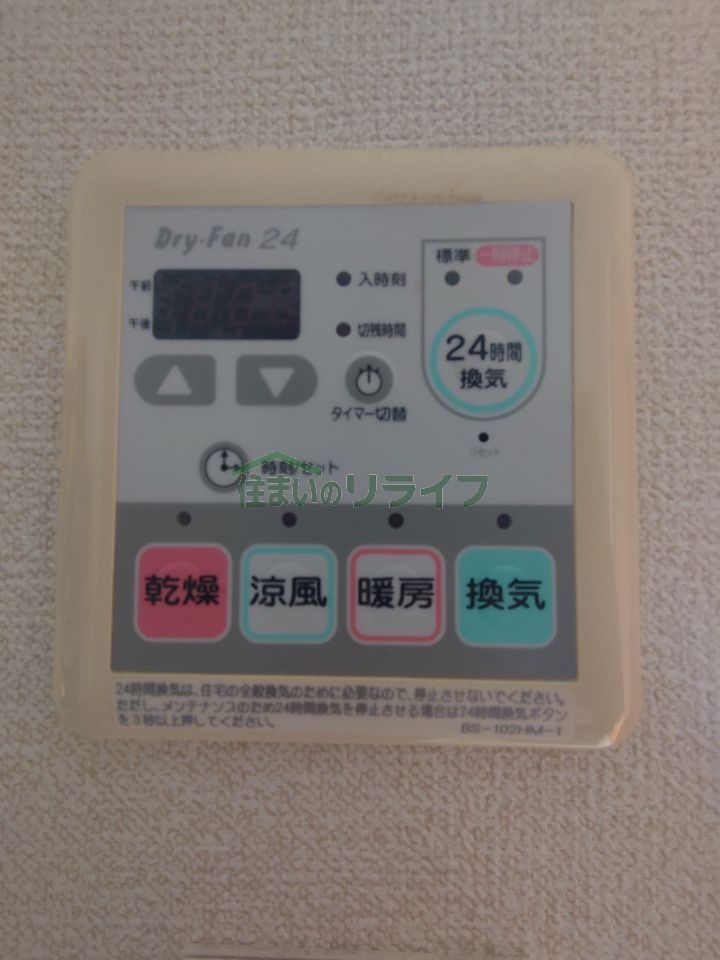 Dry・Fan 24
標準 一時停止
午前
入時刻
午後
切残時間
24時間
換気
タイマー切替
リセット
時刻セット
住まいのリライフ
乾燥 涼風 暖房 換気
24時間換気は、住宅の全般換気のために必要なので、停止させないでください。
ただし、メンテナンスのため24時間換気を停止させる場合は24時間換気ボタン
を3秒以上押してください。
BS-102HM-1